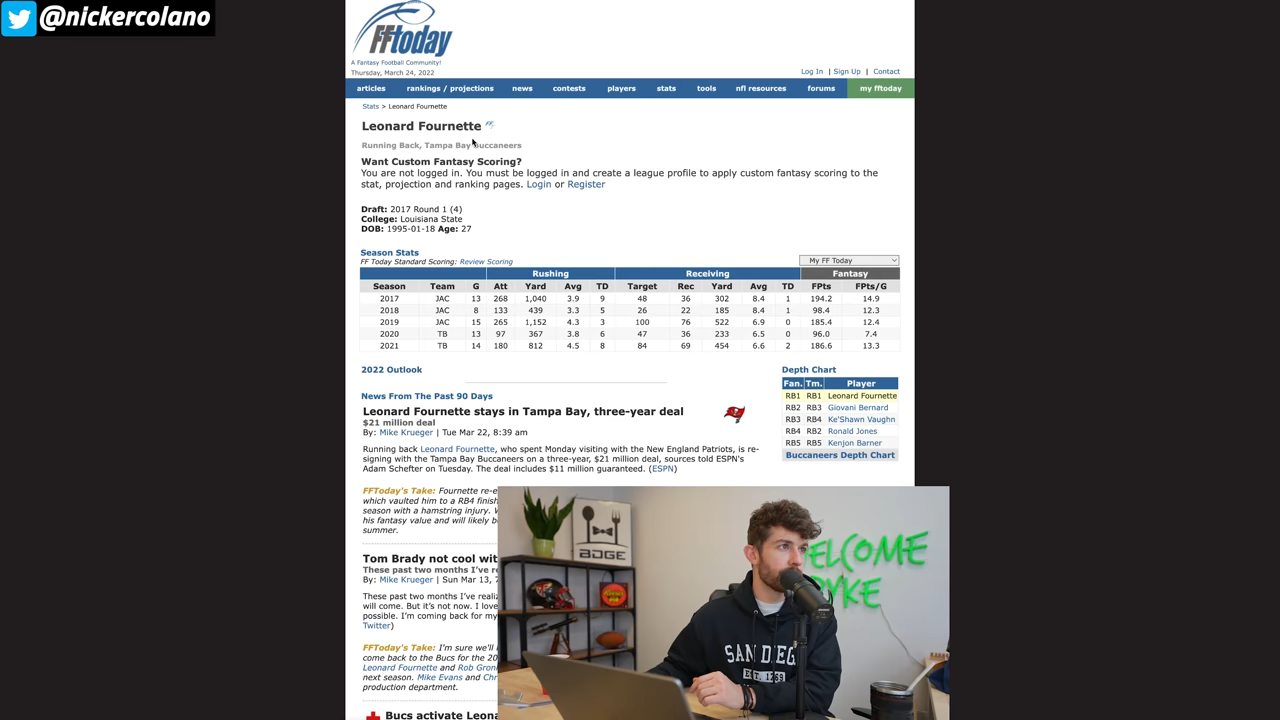 @nickercolano
FFtoday
A Fantasy Football Community!
Thursday, March 24, 2022
Log In | Sign Up | Contact
articles rankings / projections news contests players stats tools nfl resources forums my fftoday
Stats > Leonard Fournette
Leonard Fournette FF
Running Back, Tampa Bay Buccaneers
Want Custom Fantasy Scoring?
You are not logged in. You must be logged in and create a league profile to apply custom fantasy scoring to the
stat, projection and ranking pages. Login or Register
Draft: 2017 Round 1 (4)
College: Louisiana State
DOB: 1995-01-18 Age: 27
Season Stats
FF Today Standard Scoring: Review Scoring
My FF Today
Rushing Receiving Fantasy
Season Team G Att Yard Avg TD Target Rec Yard Avg TD FPts FPts/G
2017 JAC 13 268 1,040 3.9 9 48 36 302 8.4 1 194.2 14.9
2018 JAC 8 133 439 3.3 5 26 22 185 8.4 1 98.4 12.3
2019 JAC 15 265 1,152 4.3 3 100 76 522 6.9 0 185.4 12.4
2020 TB 13 97 367 3.8 6 47 36 233 6.5 0 96.0 7.4
2021 TB 14 180 812 4.5 8 84 69 454 6.6 2 186.6 13.3
2022 Outlook
Depth Chart
Fan. Tm. Player
RB1 RB1 Leonard Fournette
RB2 RB3 Giovani Bernard
RB3 RB4 Ke'Shawn Vaughn
RB4 RB2 Ronald Jones
RB5 RB5 Kenjon Barner
Buccaneers Depth Chart
News From The Past 90 Days
Leonard Fournette stays in Tampa Bay, three-year deal
$21 million deal
By: Mike Krueger | Tue Mar 22, 8:39 am
Running back Leonard Fournette, who spent Monday visiting with the New England Patriots, is re-
signing with the Tampa Bay Buccaneers on a three-year, $21 million deal, sources told ESPN's
Adam Schefter on Tuesday. The deal includes $11 million guaranteed. (ESPN)
FFToday's Take: Fournette re-e
which vaulted him to a RB4 finish
season with a hamstring injury. W
his fantasy value and will likely b
summer.
Tom Brady not cool wit
These past two months I've re
By: Mike Krueger | Sun Mar 13, 7
These past two months I've realiz
will come. But it's not now. I love
possible. I'm coming back for my
Twitter)
FFToday's Take: I'm sure we'll
come back to the Bucs for the 20
Leonard Fournette and Rob Gron
next season. Mike Evans and Chr
production department.
Bucs activate Leona
BDGE
SAN DIEG
EST. 1769